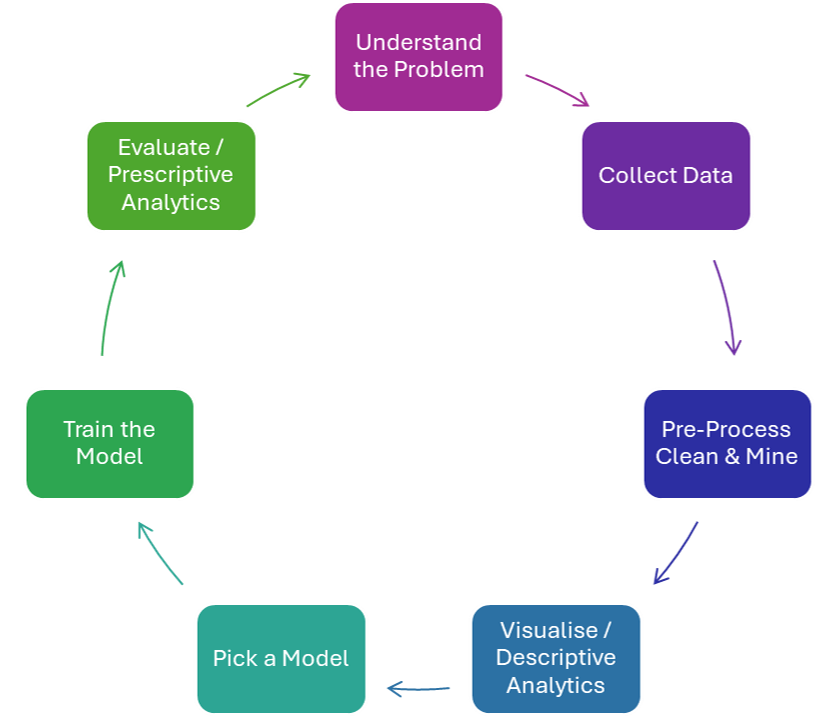 Understand
the Problem
Collect Data
Pre-Process
Clean & Mine
Visualise /
Descriptive
Analytics
Pick a Model
Train the
Model
Evaluate /
Prescriptive
Analytics